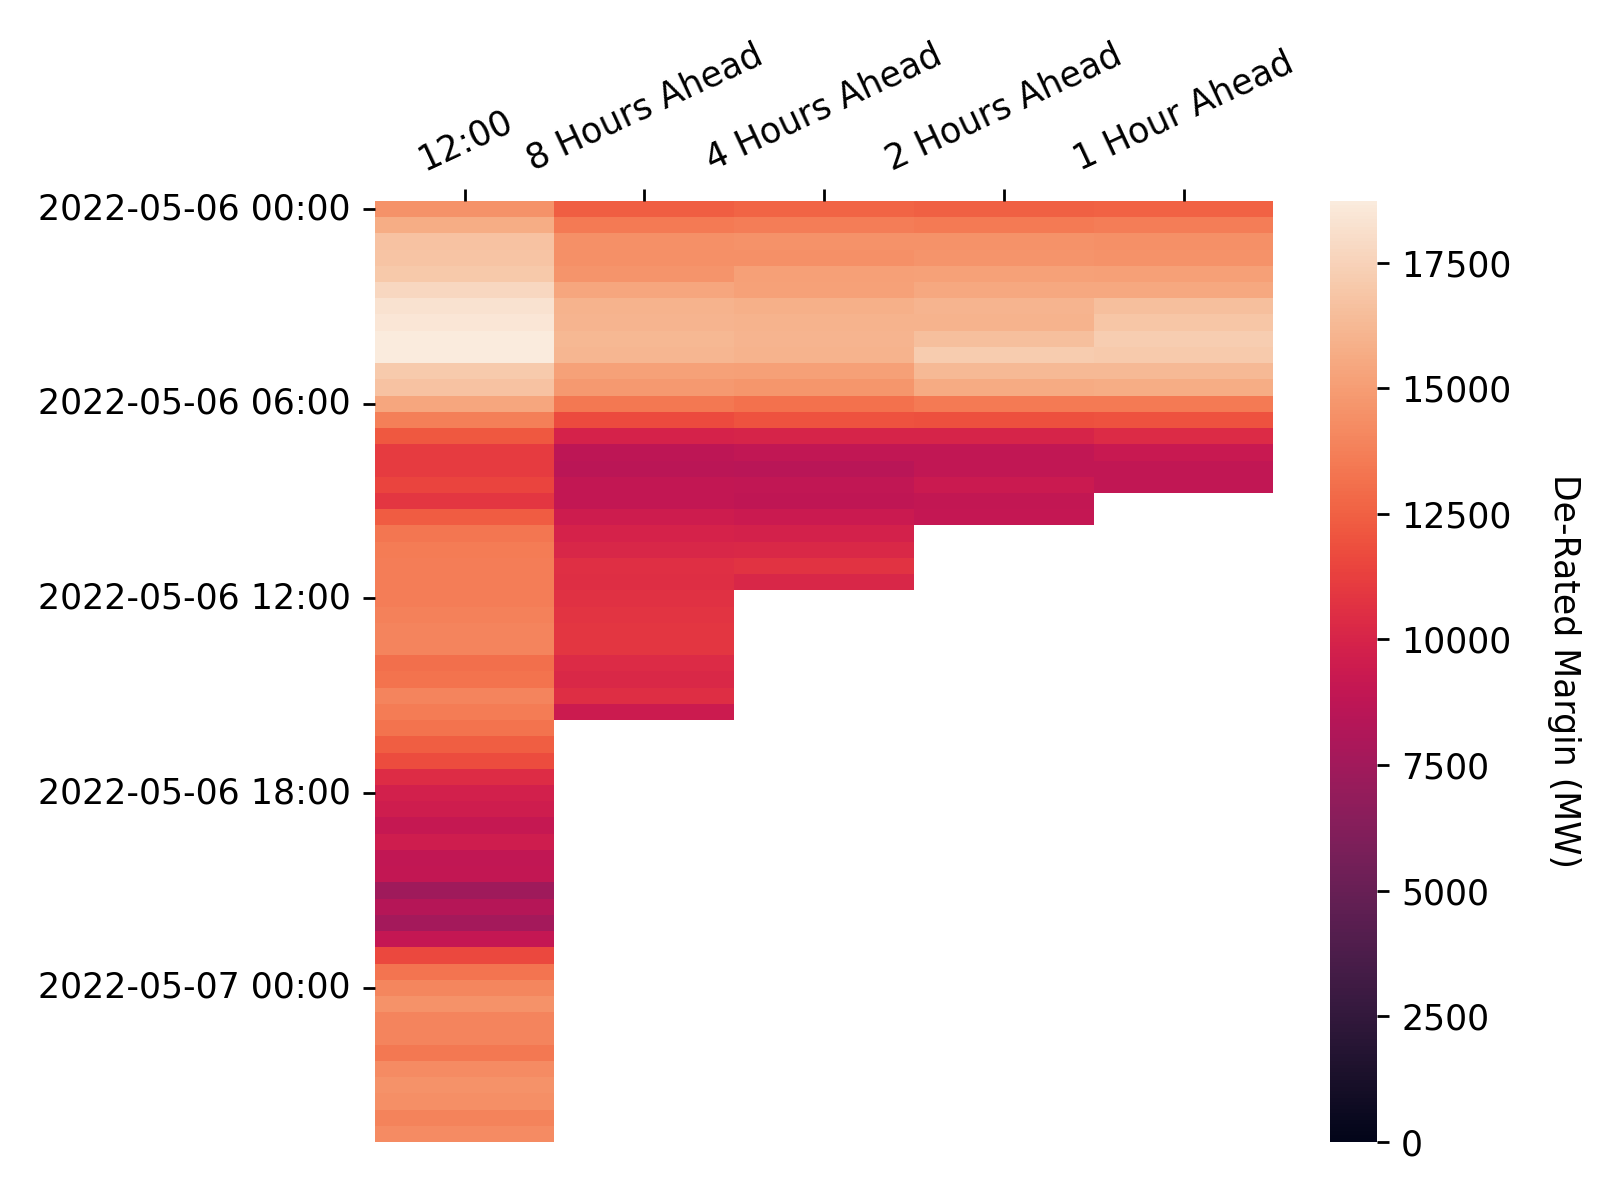 12:00
8 Hours Ahead
4 Hours Ahead
2 Hours Ahead
1 Hour Ahead
2022-05-06 00:00
2022-05-06 06:00
2022-05-06 12:00
2022-05-06 18:00
2022-05-07 00:00
17500
15000
12500
10000
7500
5000
2500
0
De-Rated Margin (MW)